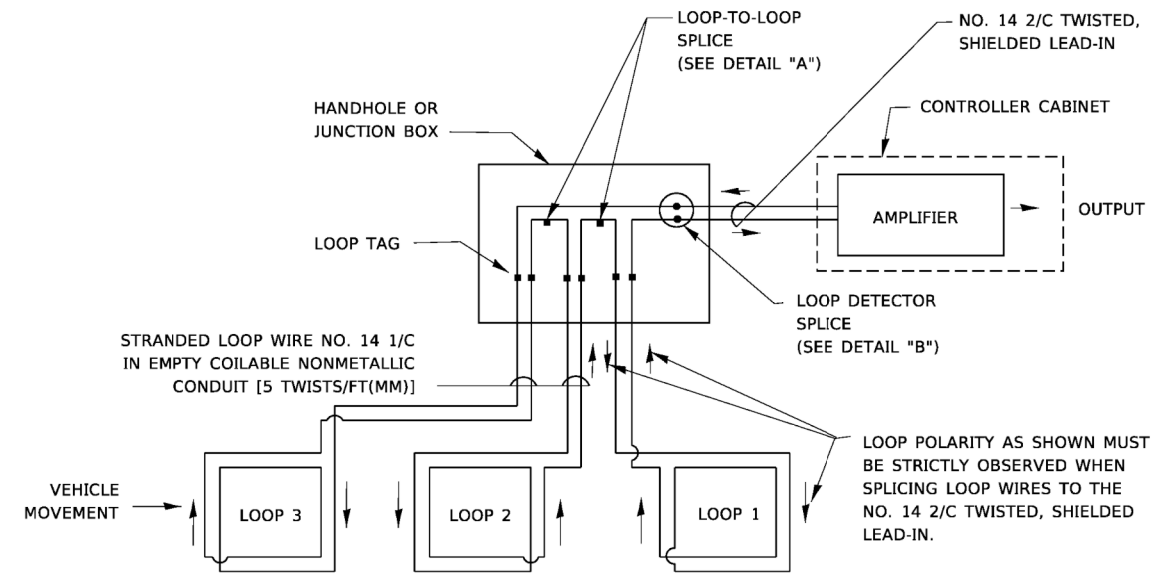 LOOP-TO-LOOP
SPLICE
(SEE DETAIL "A")
NO. 14 2/C TWISTED,
SHIELDED LEAD-IN
HANDHOLE OR
JUNCTION BOX
CONTROLLER CABINET
AMPLIFIER
OUTPUT
LOOP TAG
LOOP DETECTOR
SPLICE
(SEE DETAIL "B")
STRANDED LOOP WIRE NO. 14 1/C
IN EMPTY COILABLE NONMETALLIC
CONDUIT [5 TWISTS/FT(MM)]
LOOP POLARITY AS SHOWN MUST
BE STRICTLY OBSERVED WHEN
SPLICING LOOP WIRES TO THE
NO. 14 2/C TWISTED, SHIELDED
LEAD-IN.
VEHICLE
MOVEMENT
LOOP 3
LOOP 2
LOOP 1